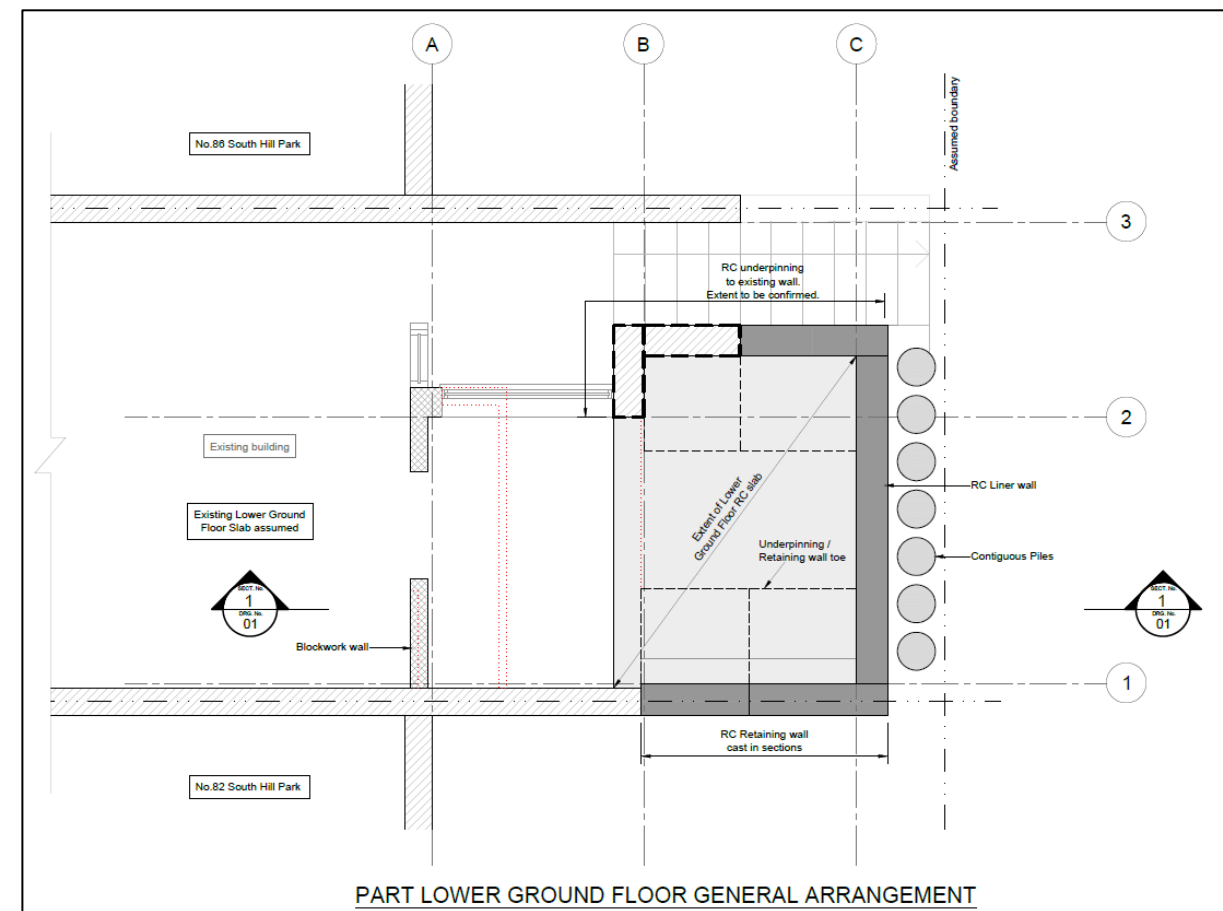 A
B
C
Assumed boundary
No.86 South Hill Park
3
RC underpinning
to existing wall.
Extent to be confirmed.
2
Existing building
Existing Lower Ground
Floor Slab assumed
Extent of Lower
Ground Floor RC slab
RC Liner wall
Underpinning /
Retaining wall toe
Contiguous Piles
SECT. No.
1
DRG. No.
01
SECT. No.
1
DRG. No.
01
Blockwork wall
1
RC Retaining wall
cast in sections
No.82 South Hill Park
PART LOWER GROUND FLOOR GENERAL ARRANGEMENT